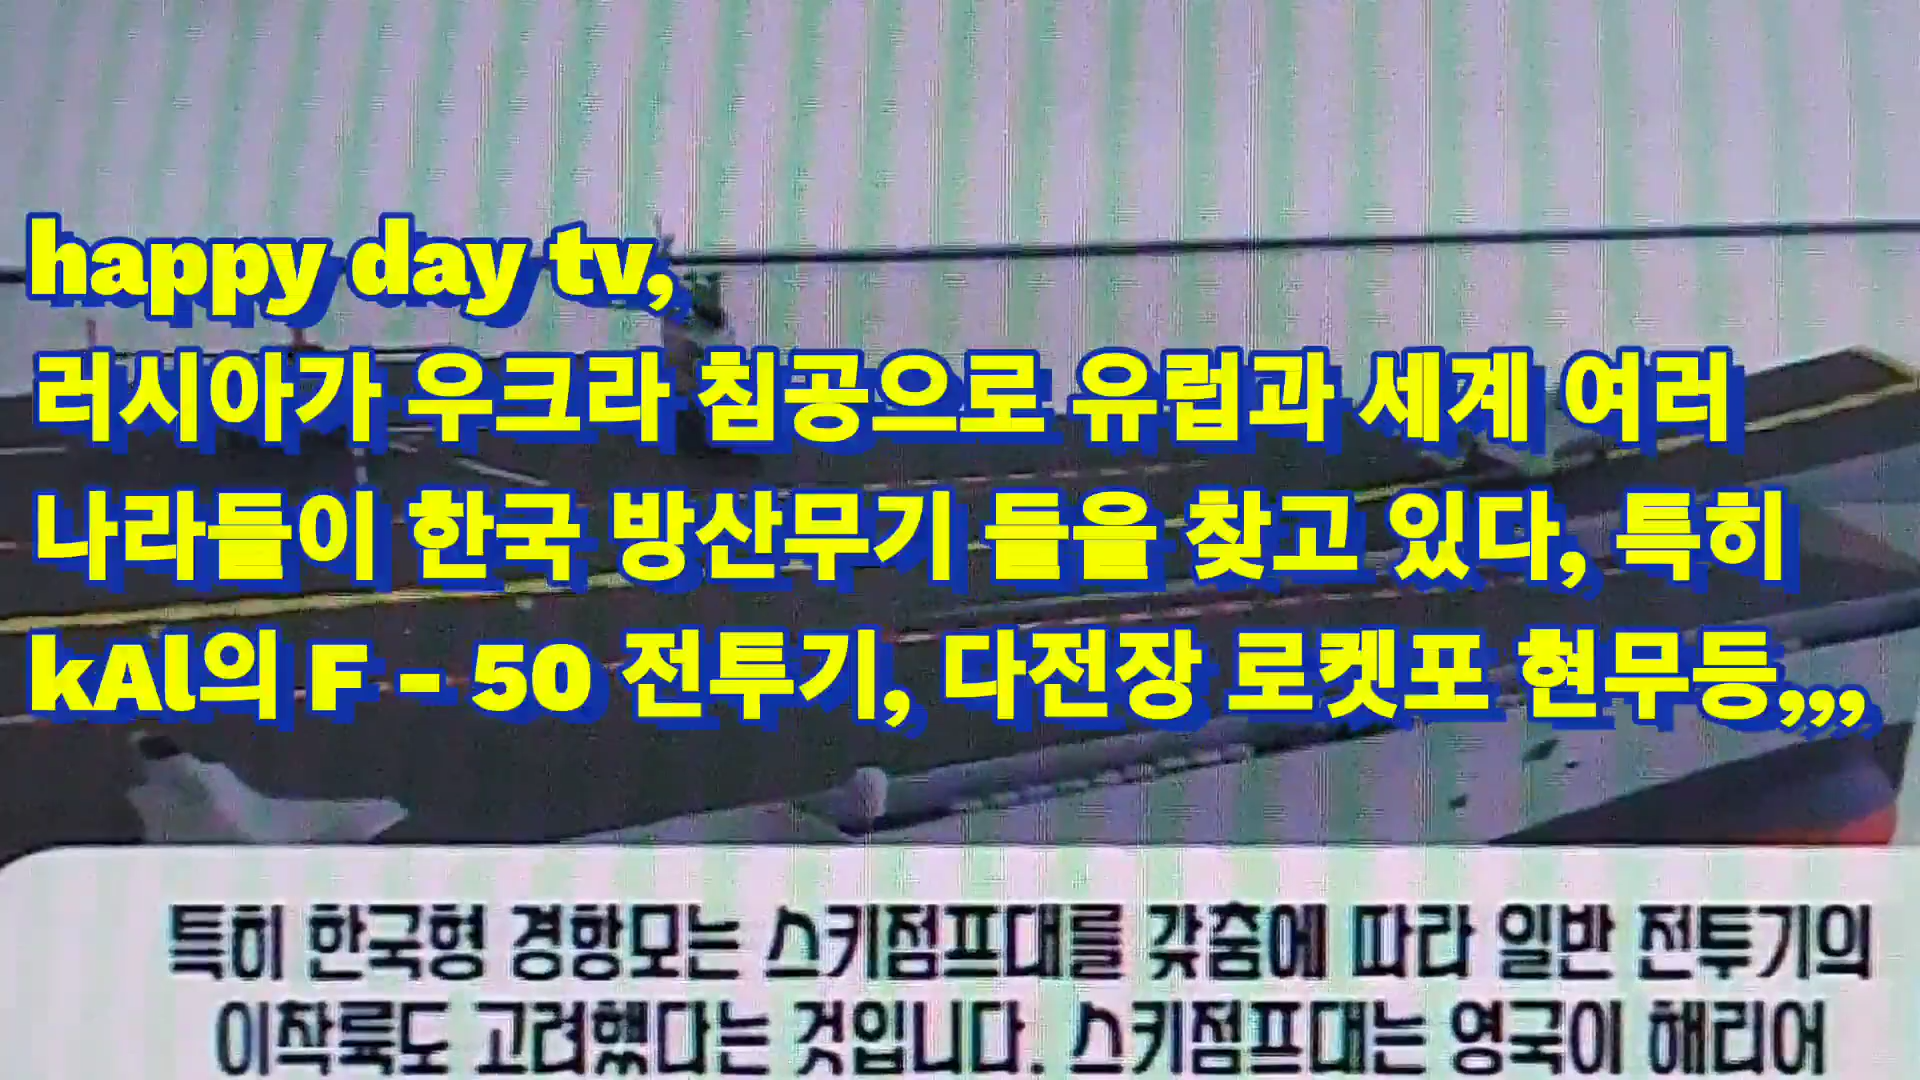 happy day tv,
러시아가 우크라 침공으로 유럽과 세계 여러
나라들이 한국 방산무기 들을 찾고 있다, 특히
kAl의 F - 50 전투기, 다전장 로켓포 현무등,,,
특히 한국형 경항모는 스키점프대를 갖춤에 따라 일반 전투기의
이착륙도 고려했다는 것입니다. 스키점프대는 영국이 해리어